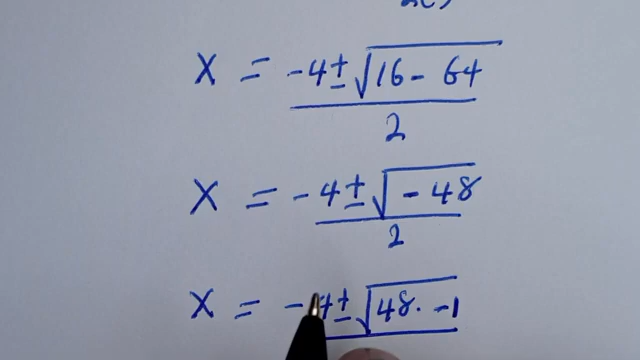 X = -4±√16 - 64
2
X = -4±√-48
2
X = -4±√48·-1